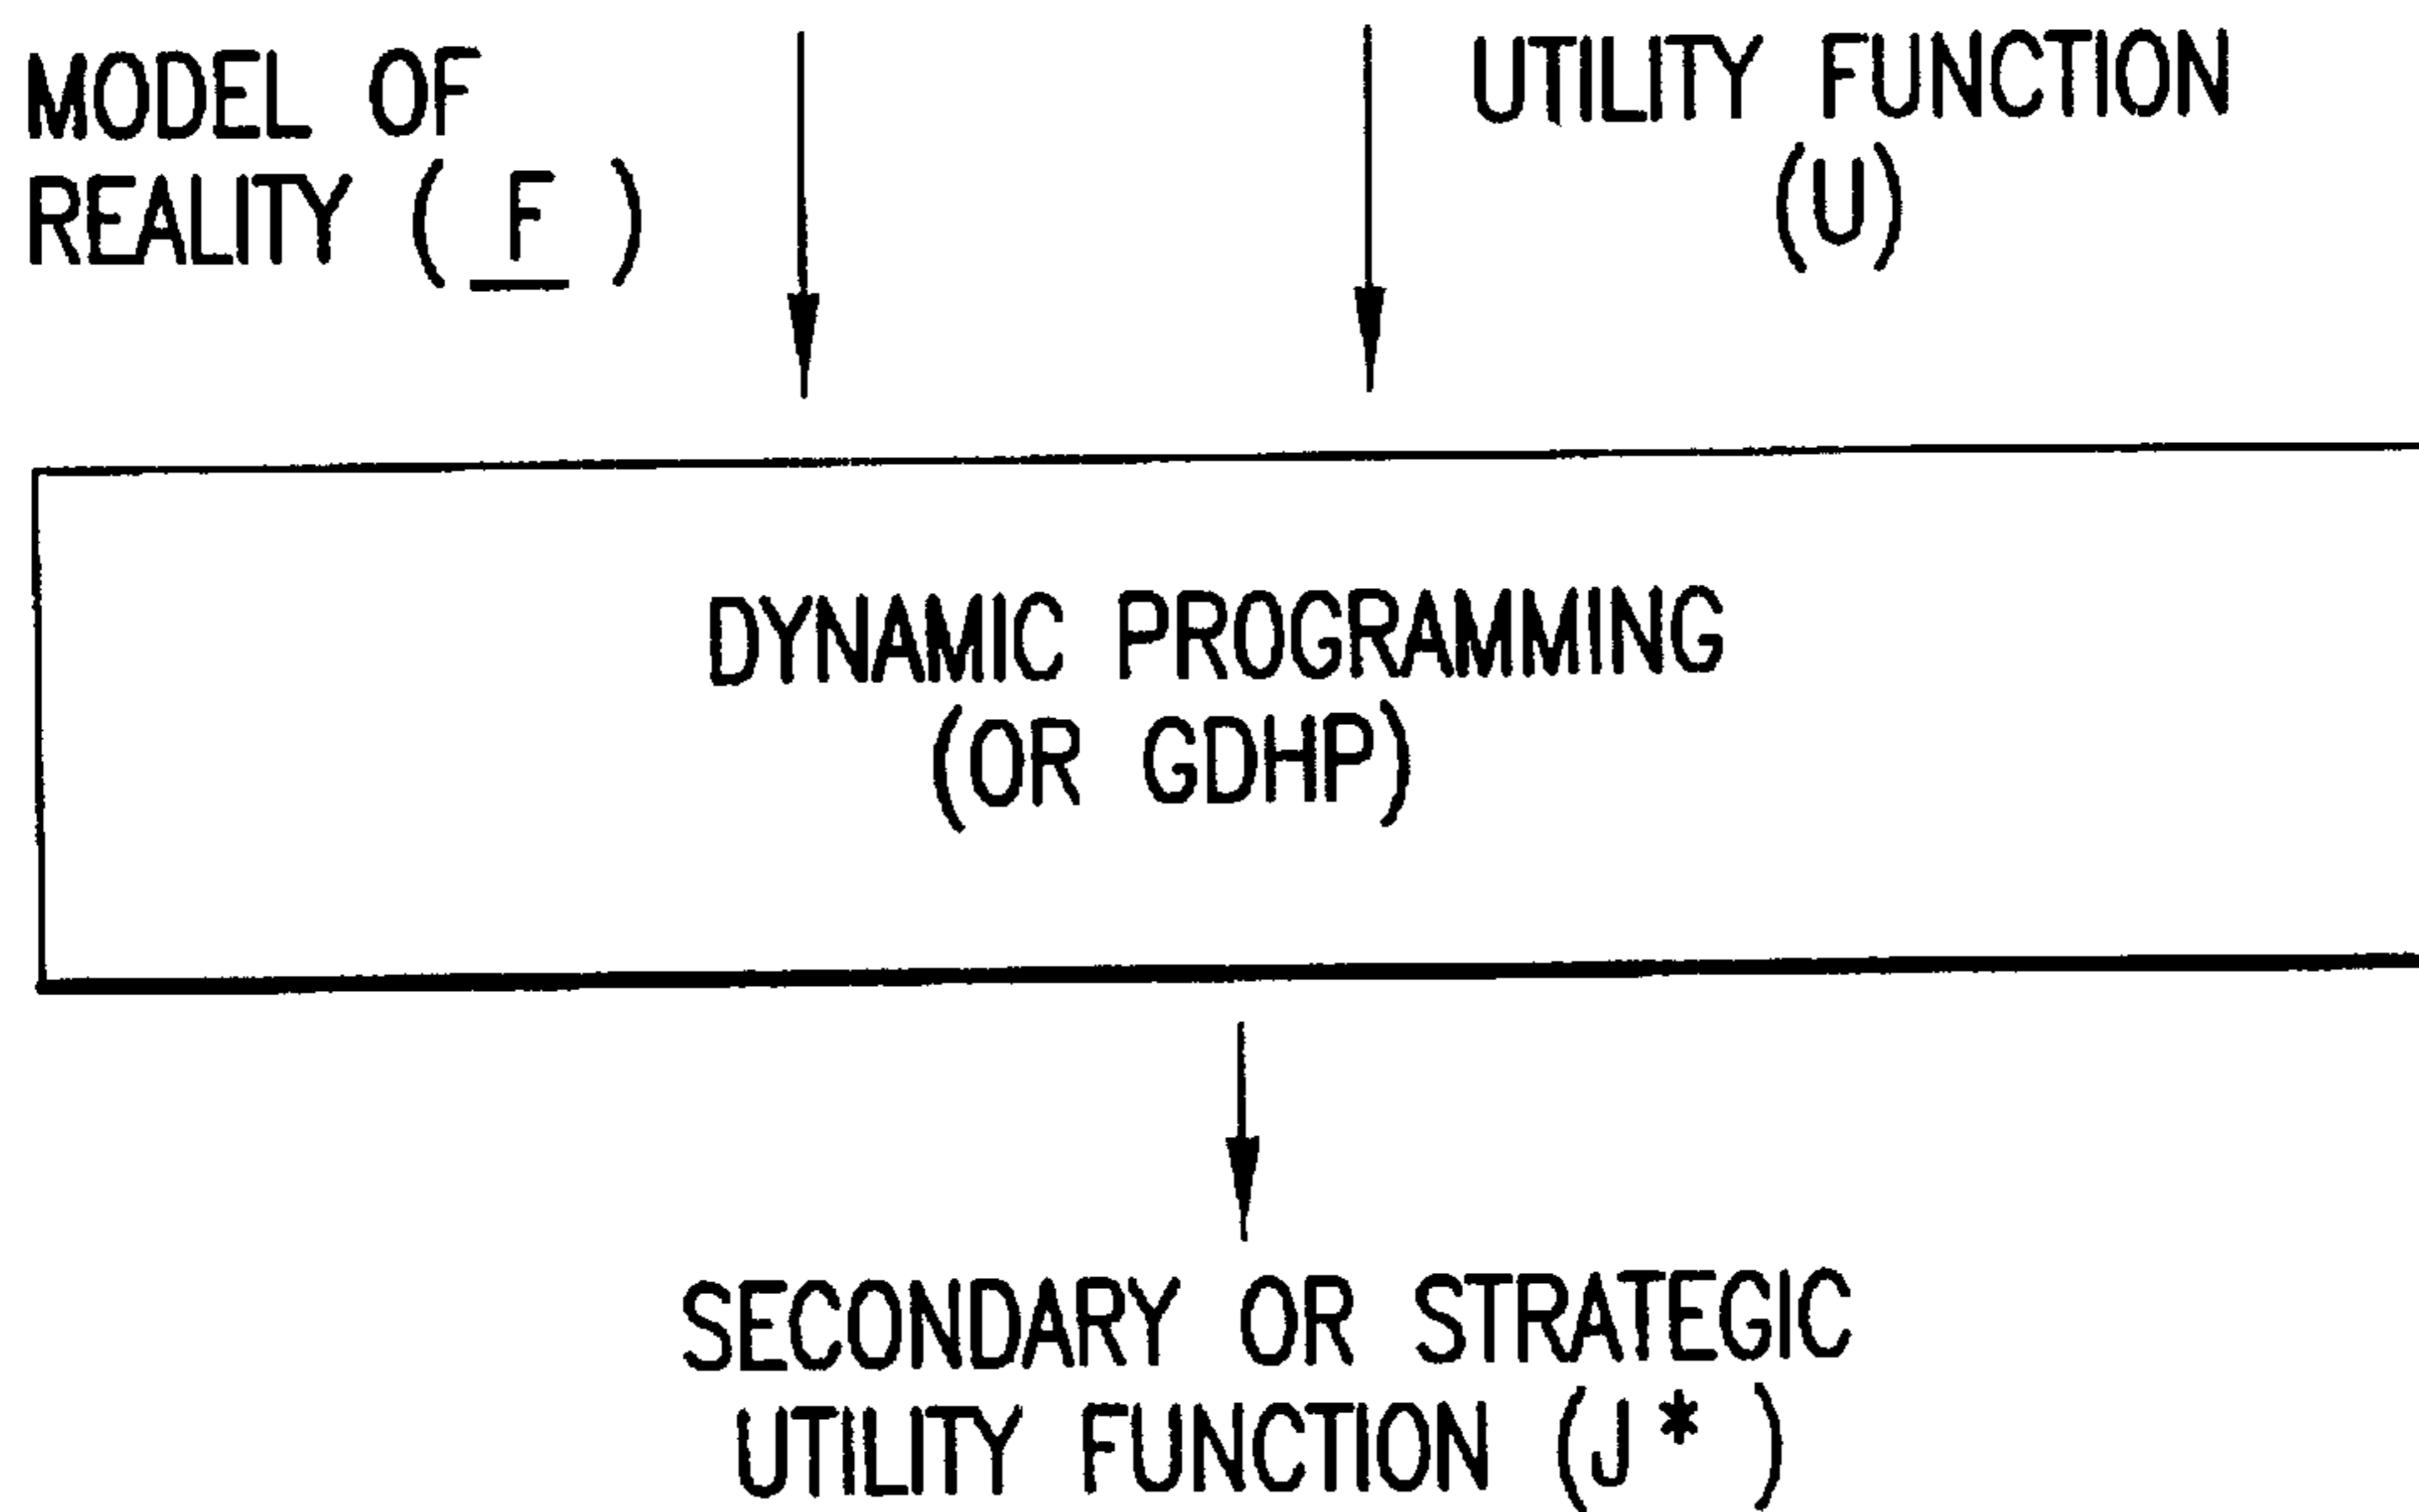 MODEL OF
REALITY ( F )
UTILITY FUNCTION
(U)
DYNAMIC PROGRAMMING
(OR GDHP)
SECONDARY OR STRATEGIC
UTILITY FUNCTION (J* )